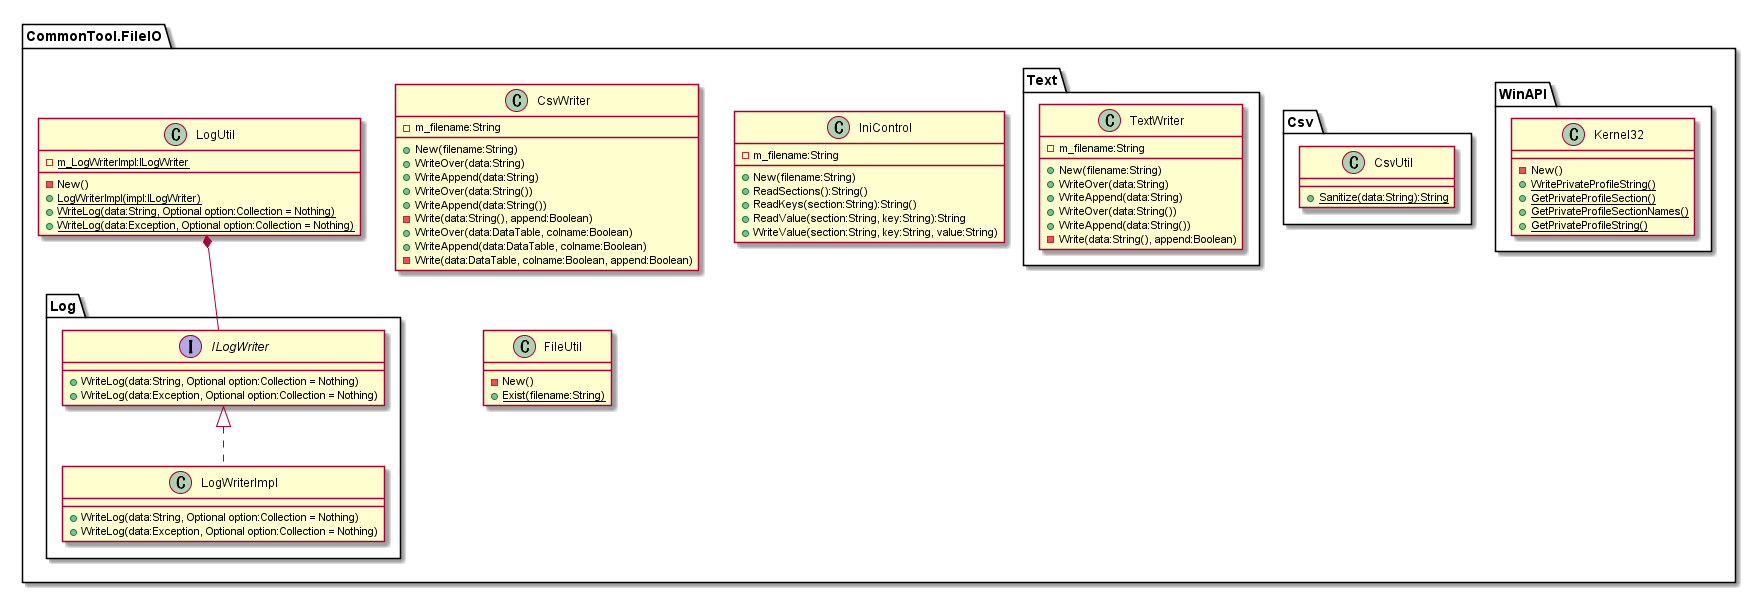 CommonTool.FileIO
LogUtil
m_LogWriterImpl:ILogWriter
New()
LogWriterImpl(impl:ILogWriter)
WriteLog(data:String, Optional option:Collection = Nothing)
WriteLog(data:Exception, Optional option:Collection = Nothing)
CsvWriter
m_filename:String
New(filename:String)
WriteOver(data:String)
WriteAppend(data:String)
WriteOver(data:String())
WriteAppend(data:String())
Write(data:String(), append:Boolean)
WriteOver(data:DataTable, colname:Boolean)
WriteAppend(data:DataTable, colname:Boolean)
Write(data:DataTable, colname:Boolean, append:Boolean)
IniControl
m_filename:String
New(filename:String)
ReadSections():String()
ReadKeys(section:String):String()
ReadValue(section:String, key:String):String
WriteValue(section:String, key:String, value:String)
Text
TextWriter
m_filename:String
New(filename:String)
WriteOver(data:String)
WriteAppend(data:String)
WriteOver(data:String())
WriteAppend(data:String())
Write(data:String(), append:Boolean)
Csv
CsvUtil
Sanitize(data:String):String
WinAPI
Kernel32
New()
WritePrivateProfileString()
GetPrivateProfileSection()
GetPrivateProfileSectionNames()
GetPrivateProfileString()
Log
ILogWriter
WriteLog(data:String, Optional option:Collection = Nothing)
WriteLog(data:Exception, Optional option:Collection = Nothing)
FileUtil
New()
Exist(filename:String)
LogWriterImpl
WriteLog(data:String, Optional option:Collection = Nothing)
WriteLog(data:Exception, Optional option:Collection = Nothing)